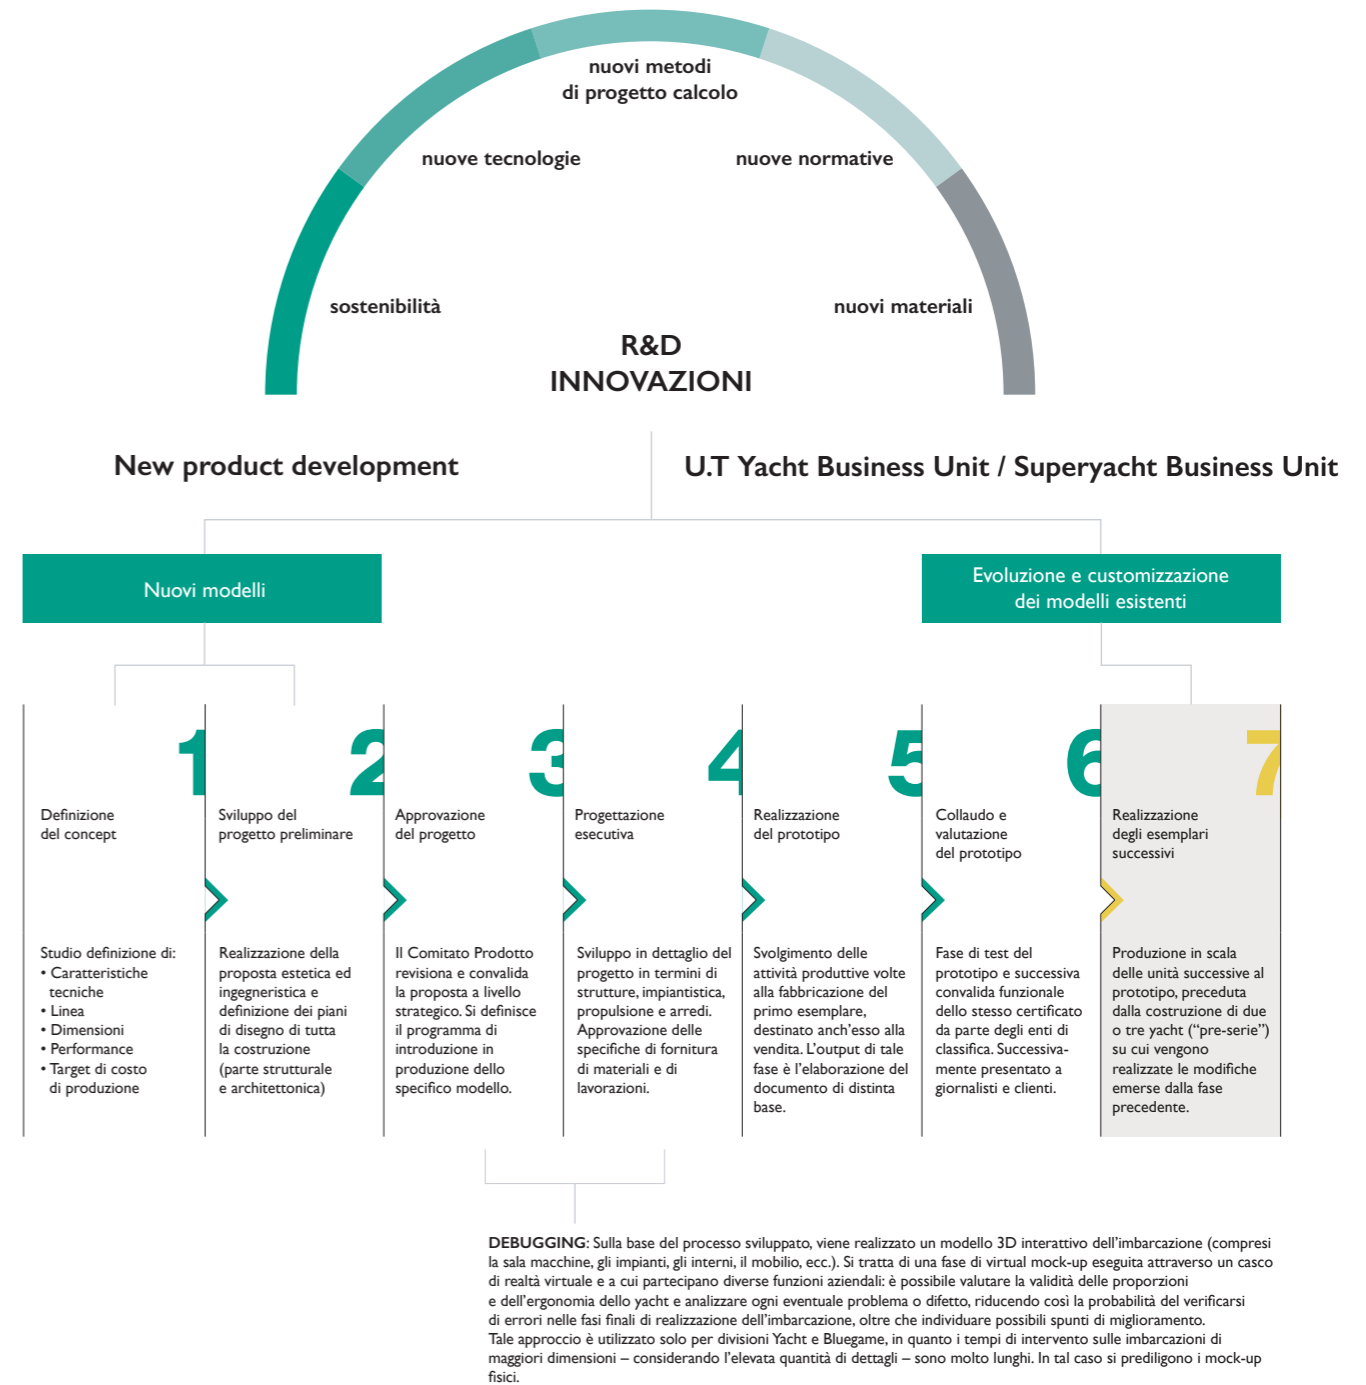 nuovi metodi
di progetto calcolo
nuove tecnologie
nuove normative
sostenibilità
nuovi materiali
R&D
INNOVAZIONI
New product development
U.T Yacht Business Unit / Superyacht Business Unit
Nuovi modelli
Evoluzione e customizzazione
dei modelli esistenti
1
Definizione
del concept
Studio definizione di:
• Caratteristiche
tecniche
• Linea
• Dimensioni
• Performance
• Target di costo
di produzione
2
Sviluppo del
progetto preliminare
Realizzazione della
proposta estetica ed
ingegneristica e
definizione dei piani
di disegno di tutta
la costruzione
(parte strutturale
e architettonica)
3
Approvazione
del progetto
Il Comitato Prodotto
revisiona e convalida
la proposta a livello
strategico. Si definisce
il programma di
introduzione in
produzione dello
specifico modello.
4
Progettazione
esecutiva
Sviluppo in dettaglio del
progetto in termini di
strutture, impiantistica,
propulsione e arredi.
Approvazione delle
specifiche di fornitura
di materiali e di
lavorazioni.
5
Realizzazione
del prototipo
Svolgimento delle
attività produttive volte
alla fabbricazione del
primo esemplare,
destinato anch’esso alla
vendita. L’output di tale
fase è l’elaborazione del
documento di distinta
base.
6
Collaudo e
valutazione
del prototipo
Fase di test del
prototipo e successiva
convalida funzionale
dello stesso certificato
da parte degli enti di
classifica. Successiva-
mente presentato a
giornalisti e clienti.
7
Realizzazione
degli esemplari
successivi
Produzione in scala
delle unità successive al
prototipo, preceduta
dalla costruzione di due
o tre yacht (“pre-serie”)
su cui vengono
realizzate le modifiche
emerse dalla fase
precedente.
DEBUGGING: Sulla base del processo sviluppato, viene realizzato un modello 3D interattivo dell’imbarcazione (compresi
la sala macchine, gli impianti, gli interni, il mobilio, ecc.). Si tratta di una fase di virtual mock-up eseguita attraverso un casco
di realtà virtuale e a cui partecipano diverse funzioni aziendali: è possibile valutare la validità delle proporzioni
e dell’ergonomia dello yacht e analizzare ogni eventuale problema o difetto, riducendo così la probabilità del verificarsi
di errori nelle fasi finali di realizzazione dell’imbarcazione, oltre che individuare possibili spunti di miglioramento.
Tale approccio è utilizzato solo per divisioni Yacht e Bluegame, in quanto i tempi di intervento sulle imbarcazioni di
maggiori dimensioni – considerando l’elevata quantità di dettagli – sono molto lunghi. In tal caso si prediligono i mock-up
fisici.